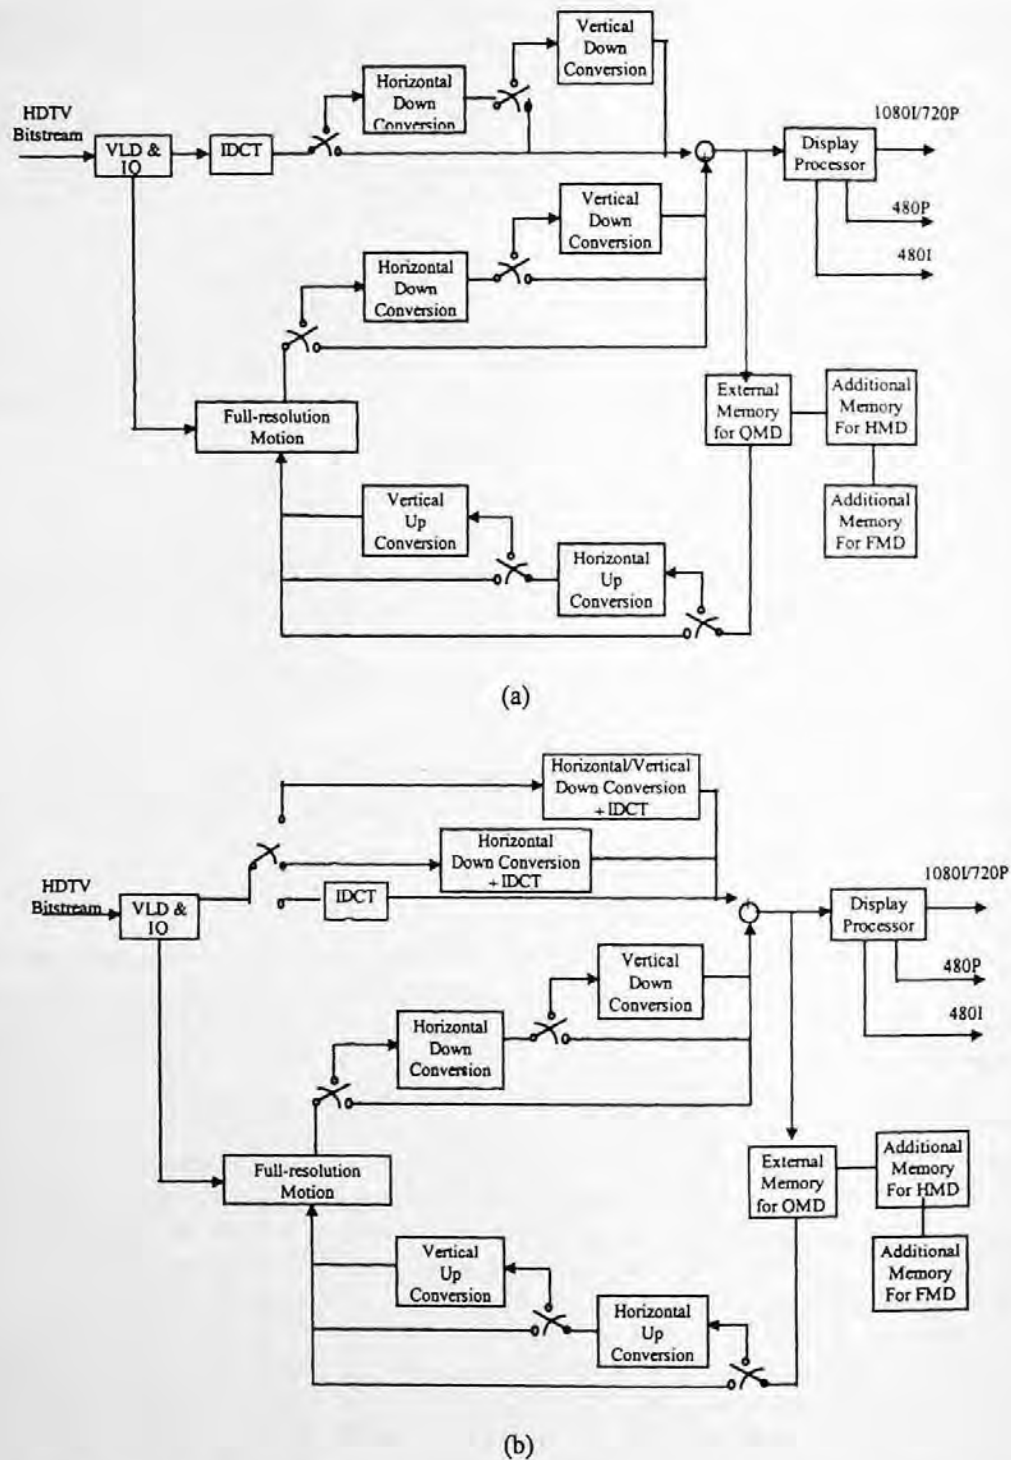 Vertical
Down
Conversion
Horizontal
Down
Conversion
HDTV
Bitstream
VLD &
IQ
IDCT
1080I/720P
Display
Processor
480P
480I
Vertical
Down
Conversion
Horizontal
Down
Conversion
+
External
Memory
for QMD
Additional
Memory
For HMD
Full-resolution
Motion
Additional
Memory
For FMD
Vertical
Up
Conversion
Horizontal
Up
Conversion
(a)
Horizontal/Vertical
Down Conversion
+ IDCT
Horizontal
Down Conversion
+ IDCT
HDTV
Bitstream
VLD &
IQ
IDCT
+
1080I/720P
Display
Processor
480P
480I
Vertical
Down
Conversion
Horizontal
Down
Conversion
External
Memory
for QMD
Additional
Memory
For HMD
Full-resolution
Motion
Additional
Memory
For FMD
Vertical
Up
Conversion
Horizontal
Up
Conversion
(b)